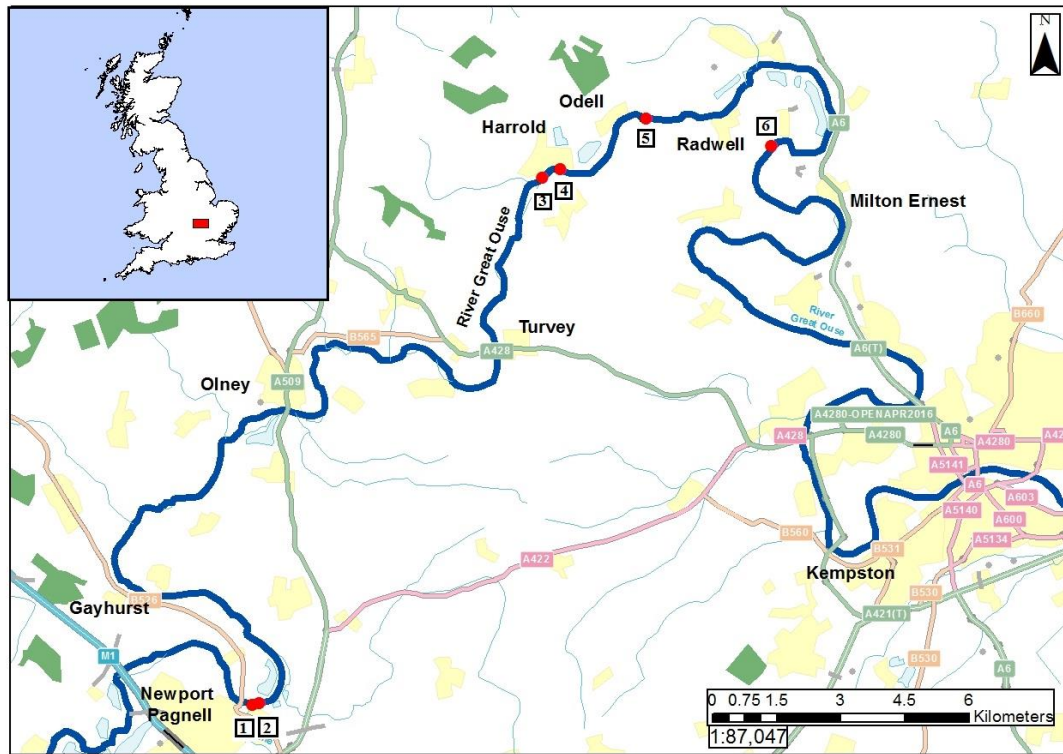 N
Odell
Harrold
5
Radwell
6
A6
3
4
Milton Ernest
River Great Ouse
River
Great Ouse
B660
B565
Turvey
A428
A6(T)
Olney
A509
A4280-OPENAPR2016
A428
A4280
A6
A4280
A42
A5141
A6
A603
A5140
A600
A5134
B560
B531
A422
Kempston
Gayhurst
B526
B530
A421(T)
M1
B530
A6
Newport
Pagnell
1
2
0 0.75 1.5 3 4.5 6
Kilometers
1:87,047